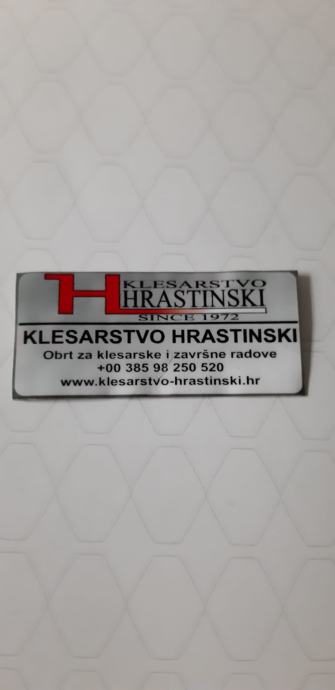 KLESARSTVO
HRASTINSKI
SINCE 1972
KLESARSTVO HRASTINSKI
Obrt za klesarske i završne radove
+00 385 98 250 520
www.klesarstvo-hrastinski.hr